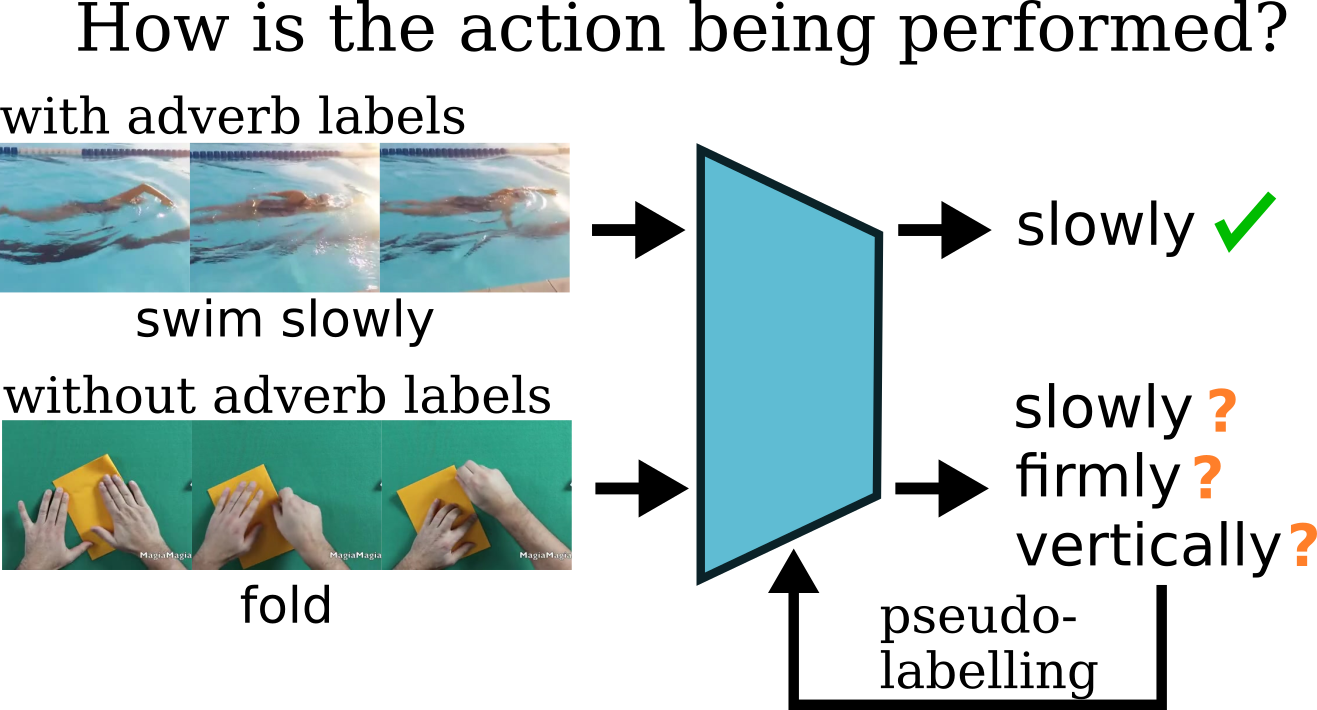 How is the action being performed?
with adverb labels
swim slowly
slowly
without adverb labels
MagiaMagia
MagiaMagia
MagiaMagia
fold
slowly ?
firmly ?
vertically ?
pseudo-
labelling